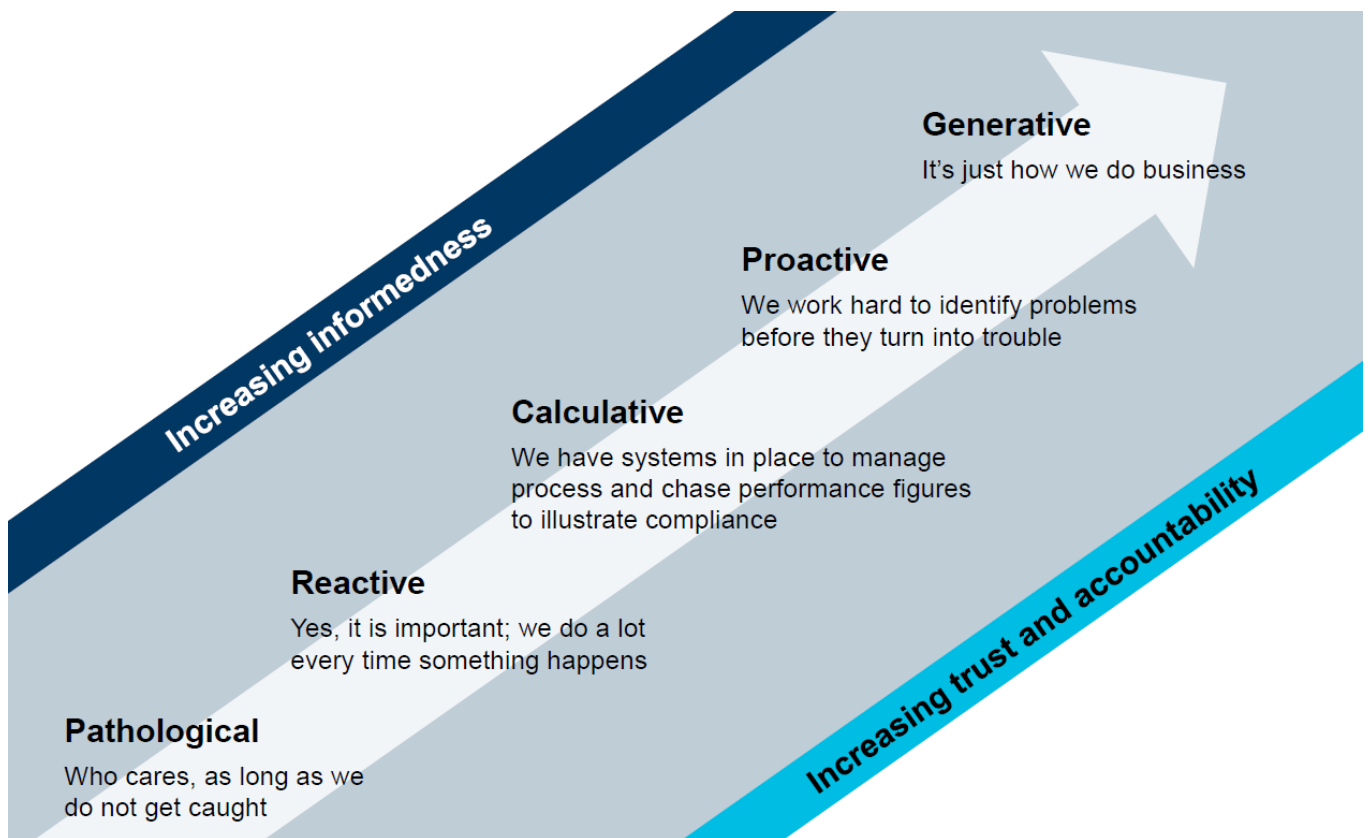 Increasing informedness
Generative
It's just how we do business
Proactive
We work hard to identify problems
before they turn into trouble
Calculative
We have systems in place to manage
process and chase performance figures
to illustrate compliance
Reactive
Yes, it is important; we do a lot
every time something happens
Pathological
Who cares, as long as we
do not get caught
Increasing trust and accountability